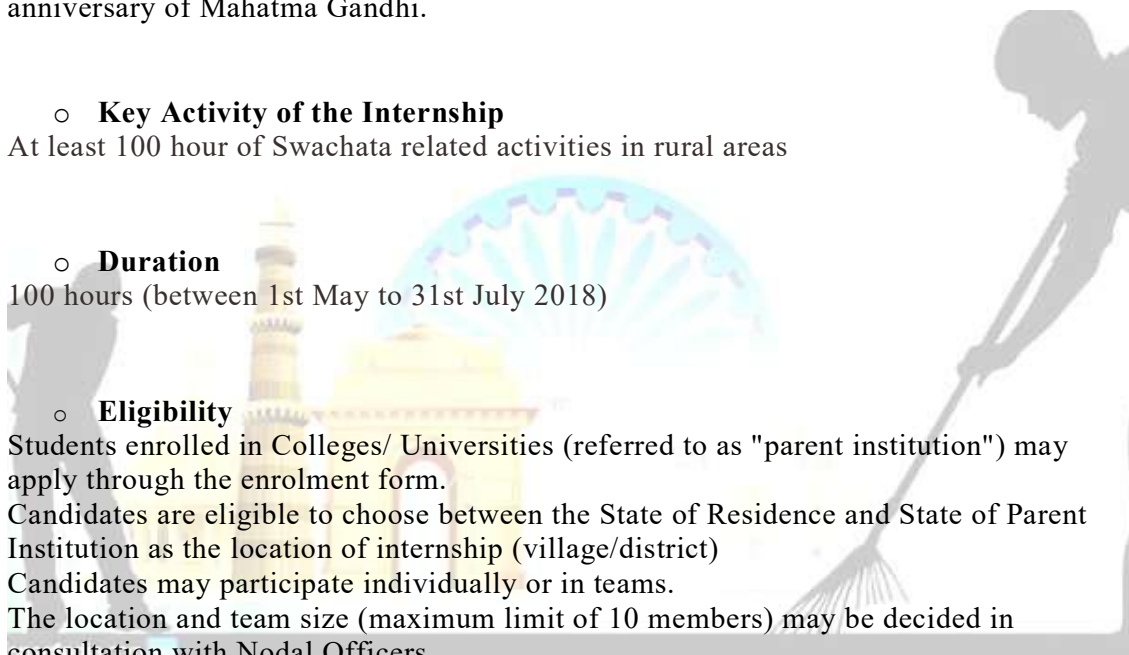 anniversary of Mahatma Gandhi.
o Key Activity of the Internship
At least 100 hour of Swachata related activities in rural areas
o Duration
100 hours (between 1st May to 31st July 2018)
o Eligibility
Students enrolled in Colleges/ Universities (referred to as "parent institution") may
apply through the enrolment form.
Candidates are eligible to choose between the State of Residence and State of Parent
Institution as the location of internship (village/district)
Candidates may participate individually or in teams.
The location and team size (maximum limit of 10 members) may be decided in
consultation with Nodal Officers